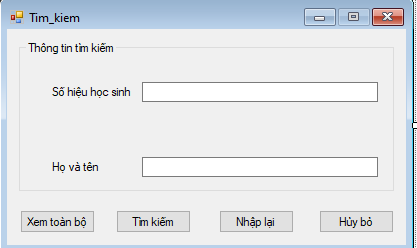 Tim_kiem
Thông tin tìm kiếm
Số hiệu học sinh
Họ và tên
Xem toàn bộ
Tìm kiếm
Nhập lại
Hủy bỏ